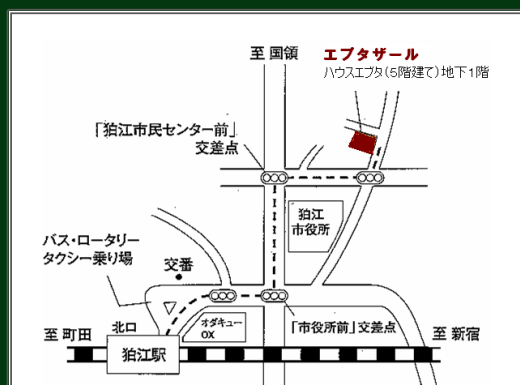 至 国領
エプタザール
ハウスエプタ(5階建て)地下1階
「狛江市民センター前」
交差点
狛江
市役所
バス・ロータリー
タクシー乗り場
交番
オダキュー
OX
「市役所前」交差点
至 町田
北口
狛江駅
至 新宿